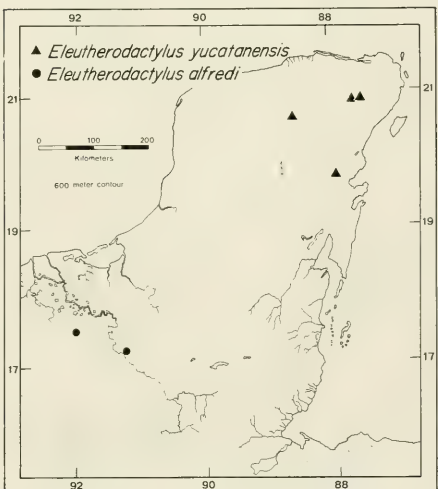 92 90 88
▲ Eleutherodactylus yucatanensis
● Eleutherodactylus alfredi
21 21
0 100 200
Kilometers
600 meter contour
19 19
17 17
92 90 88